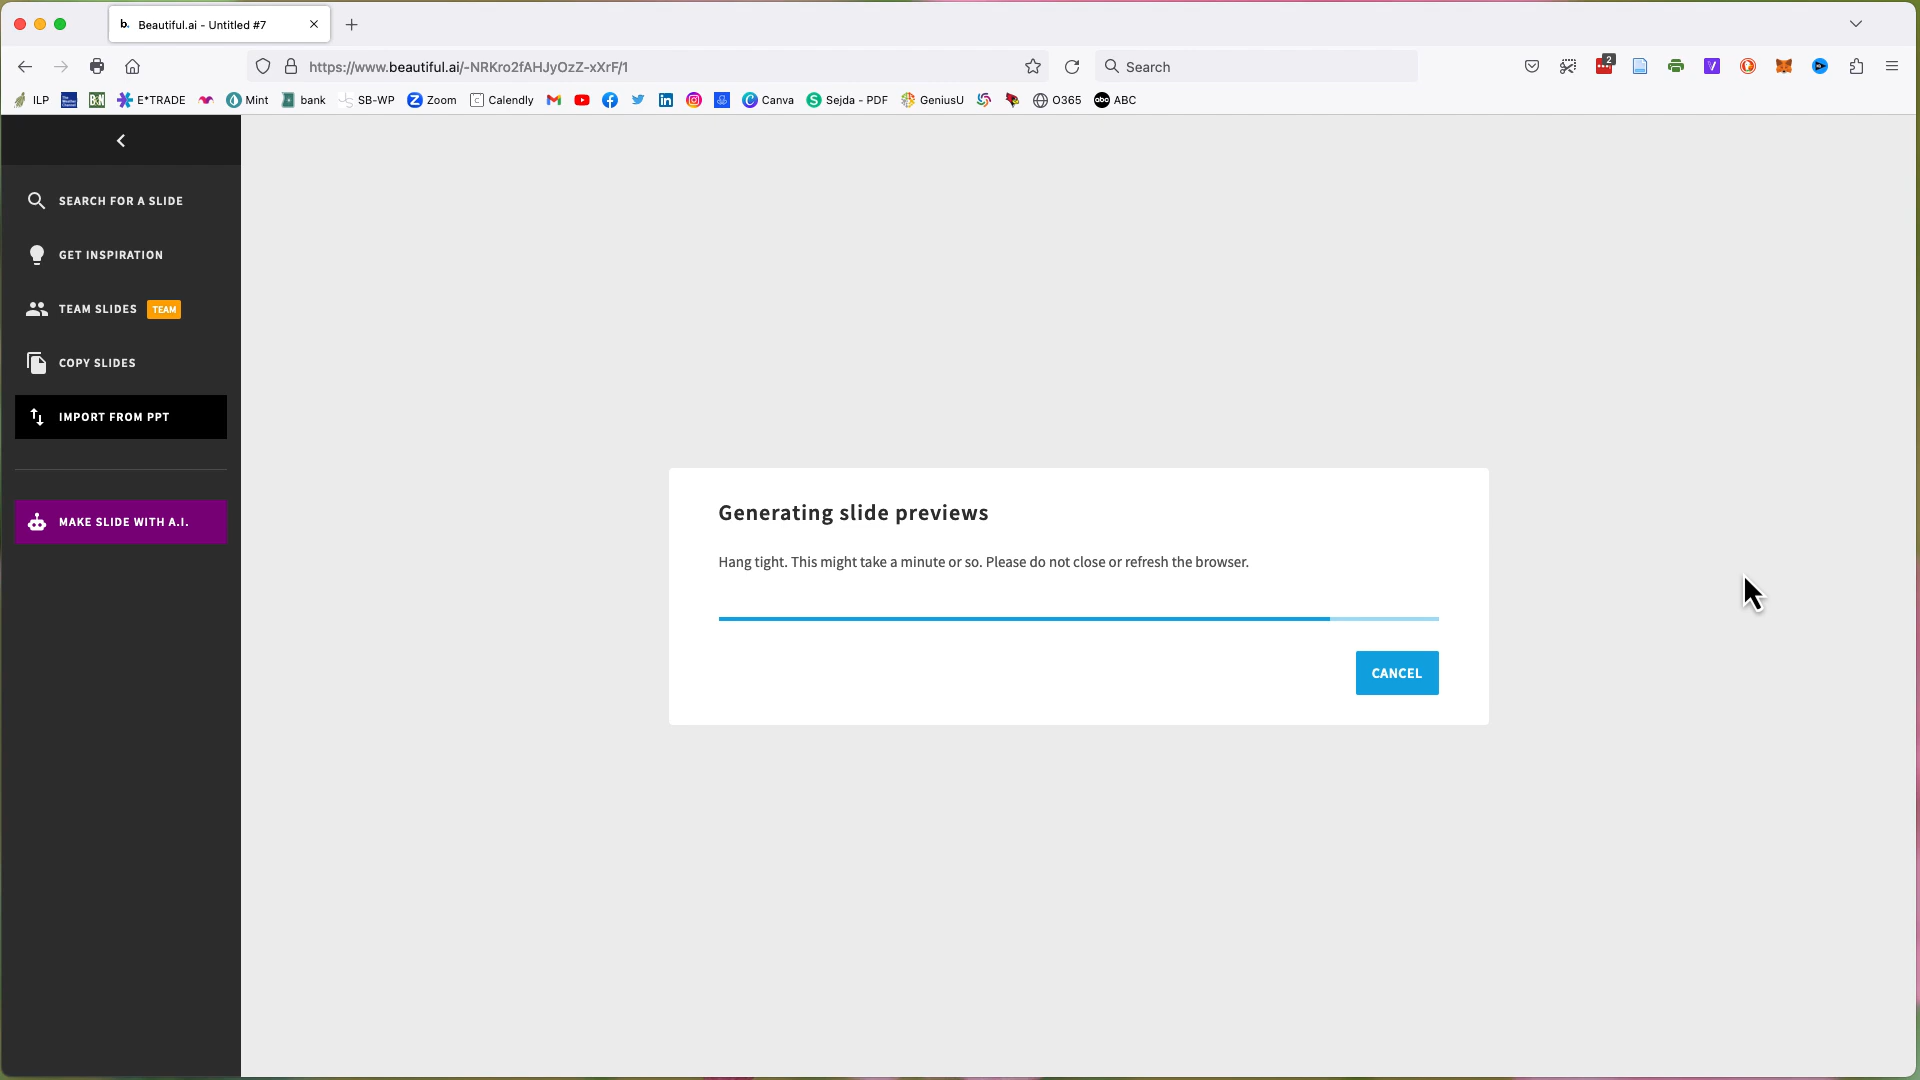 b. Beautiful.ai - Untitled #7
https://www.beautiful.ai/-NRKro2fAHJyOzZ-xXrF/1
Search
2
ILP
B:N
E*TRADE
Mint
bank
SB-WP
Zoom
Calendly
Canva
Sejda - PDF
GeniusU
O365
abc
ABC
SEARCH FOR A SLIDE
GET INSPIRATION
TEAM SLIDES TEAM
COPY SLIDES
IMPORT FROM PPT
MAKE SLIDE WITH A.I.
Generating slide previews
Hang tight. This might take a minute or so. Please do not close or refresh the browser.
CANCEL